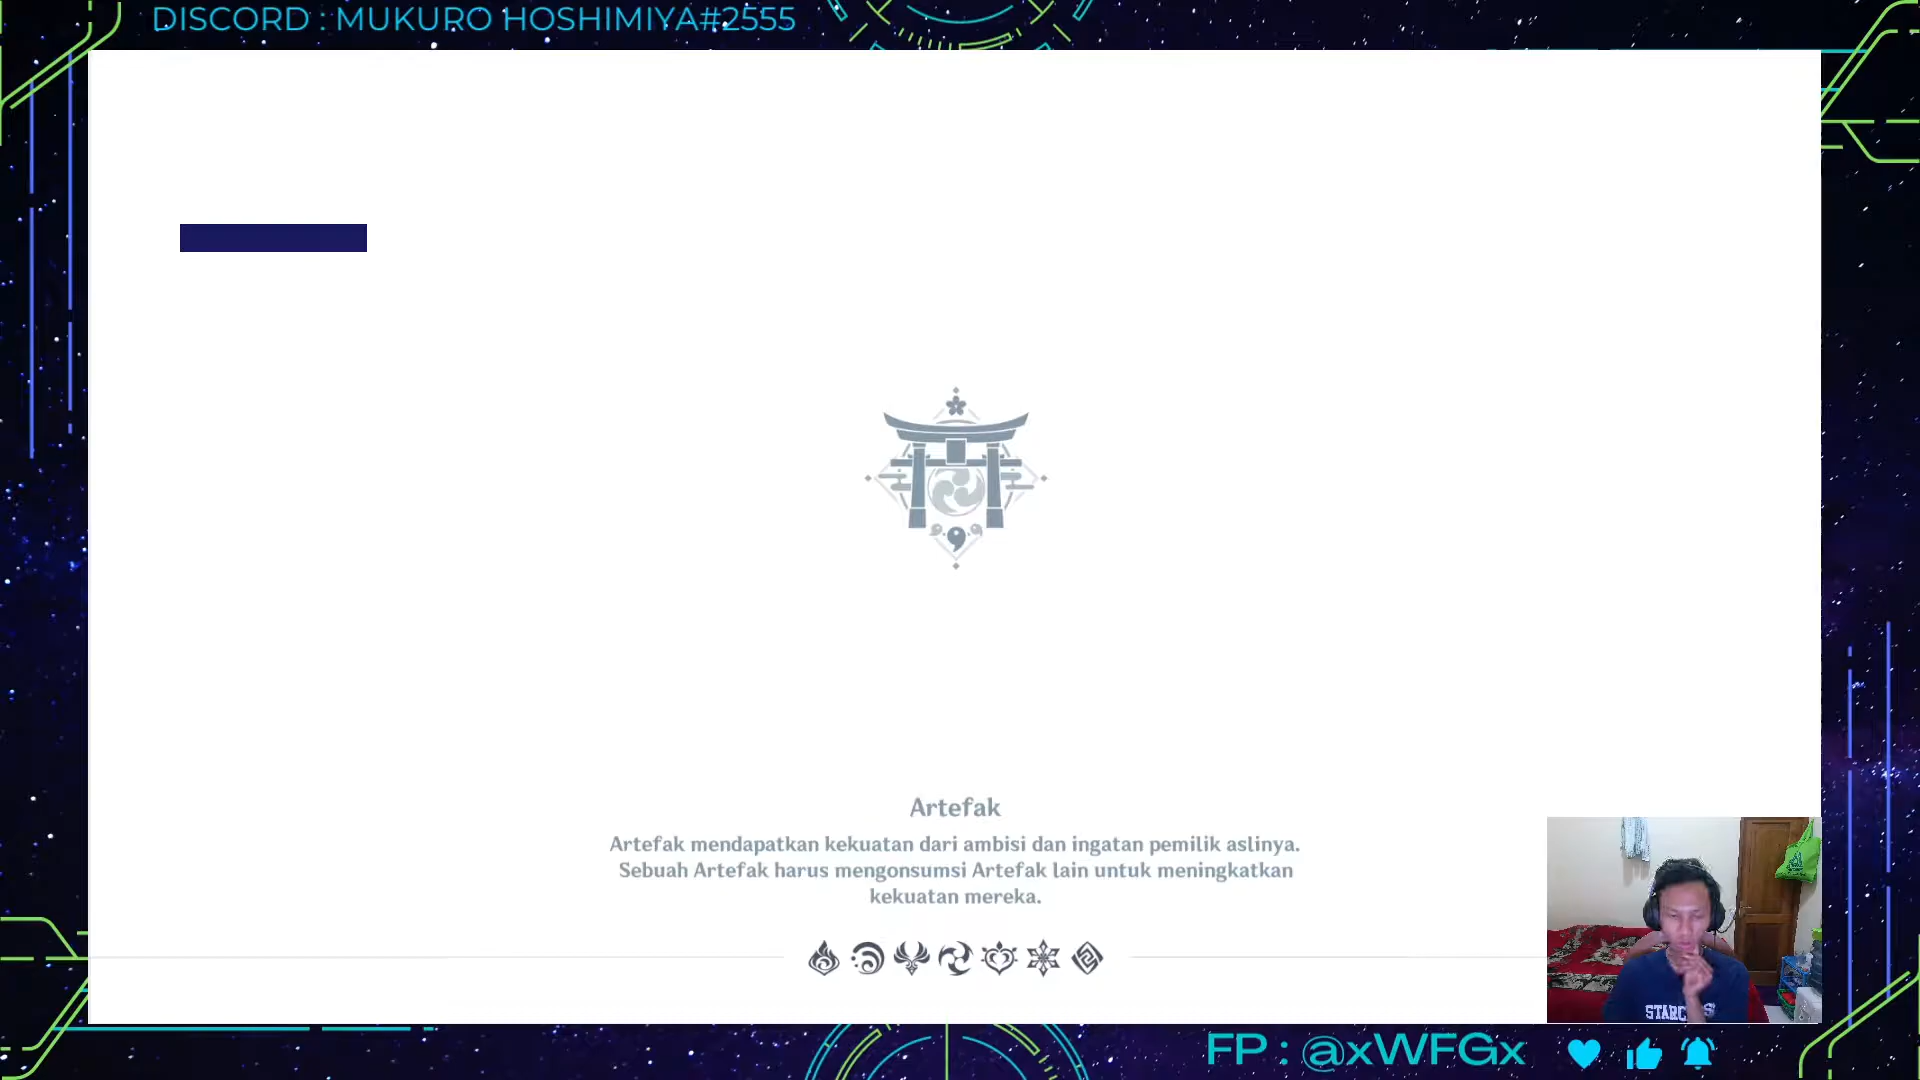 DISCORD : MUKURO HOSHIMIYA#2555
Artefak
Artefak mendapatkan kekuatan dari ambisi dan ingatan pemilik aslinya.
Sebuah Artefak harus mengonsumsi Artefak lain untuk meningkatkan
kekuatan mereka.
FP : @xWFGx